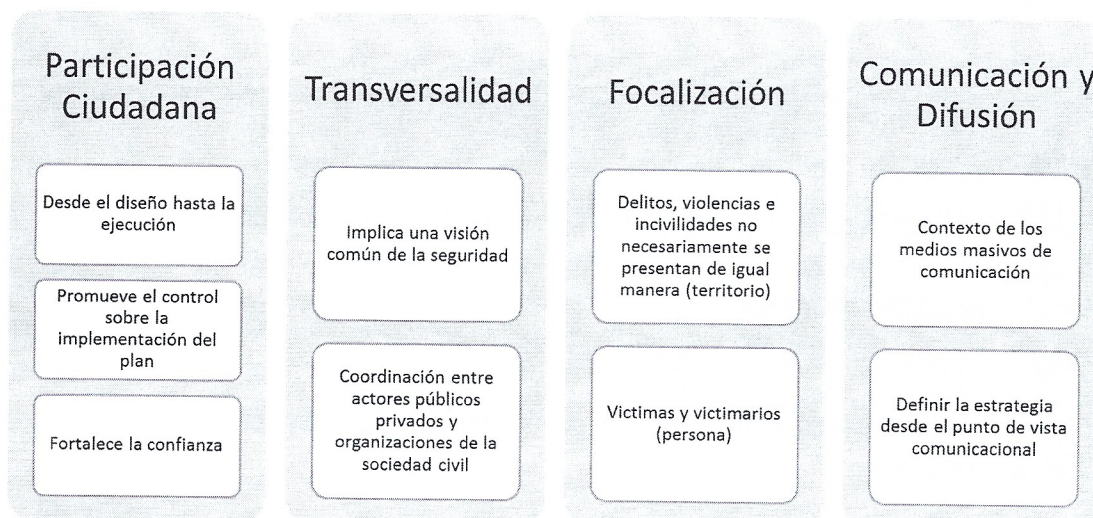 Participación
Ciudadana
Desde el diseño hasta la
ejecución
Promueve el control
sobre la
implementación del
plan
Fortalece la confianza
Transversalidad
Implica una visión
común de la seguridad
Coordinación entre
actores públicos
privados y
organizaciones de la
sociedad civil
Focalización
Delitos, violencias e
incivilidades no
necesariamente se
presentan de igual
manera (territorio)
Victimas y victimarios
(persona)
Comunicación y
Difusión
Contexto de los
medios masivos de
comunicación
Definir la estrategia
desde el punto de vista
comunicacional